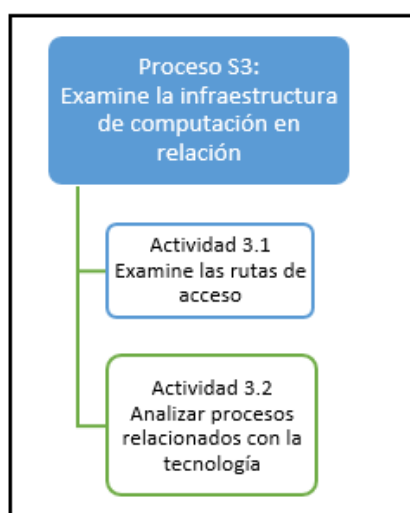 Proceso S3:
Examine la infraestructura
de computación en
relación
Actividad 3.1
Examine las rutas de
acceso
Actividad 3.2
Analizar procesos
relacionados con la
tecnología